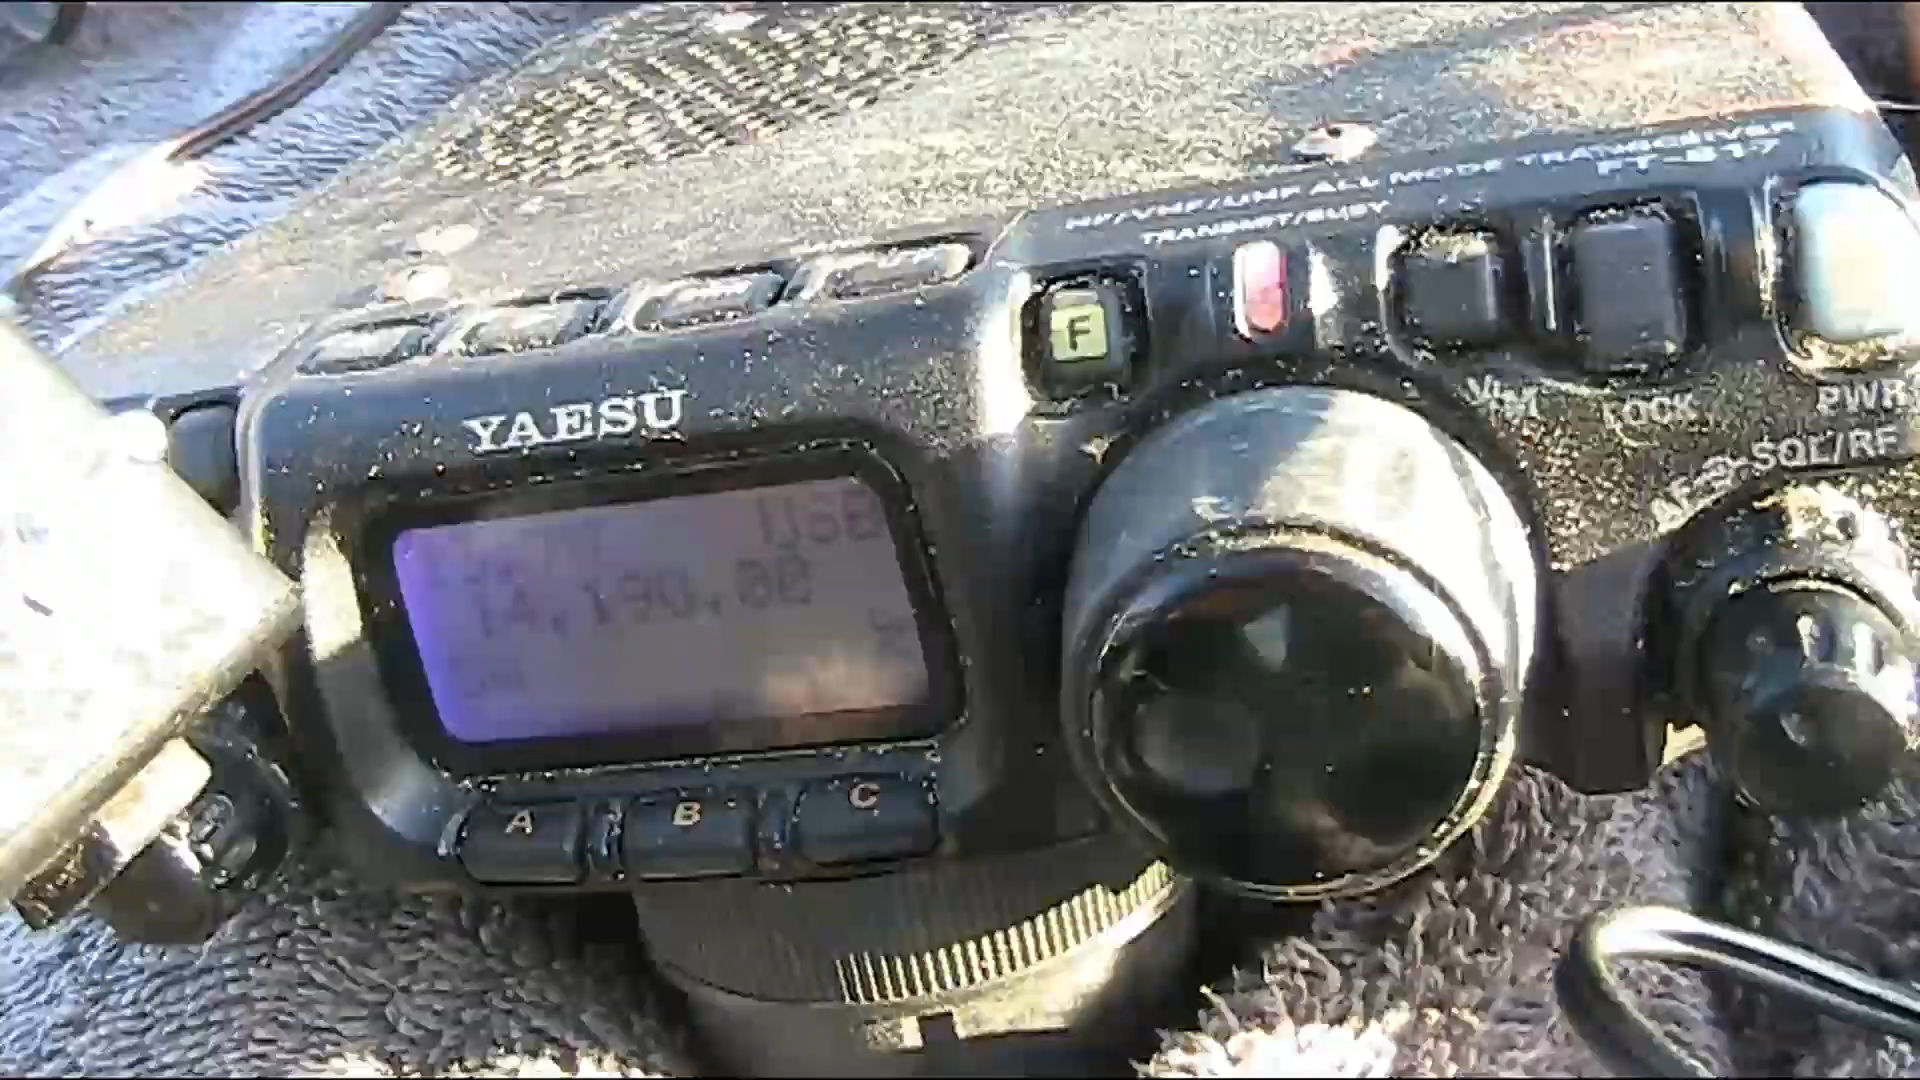 HF/VHF/UHF ALL MODE TRANSCEIVER
FT-817
TRANSMIT/BUSY
F
LOCK
PWR
SQL/RF
YAESU
USB
14.190.00
A
B
C